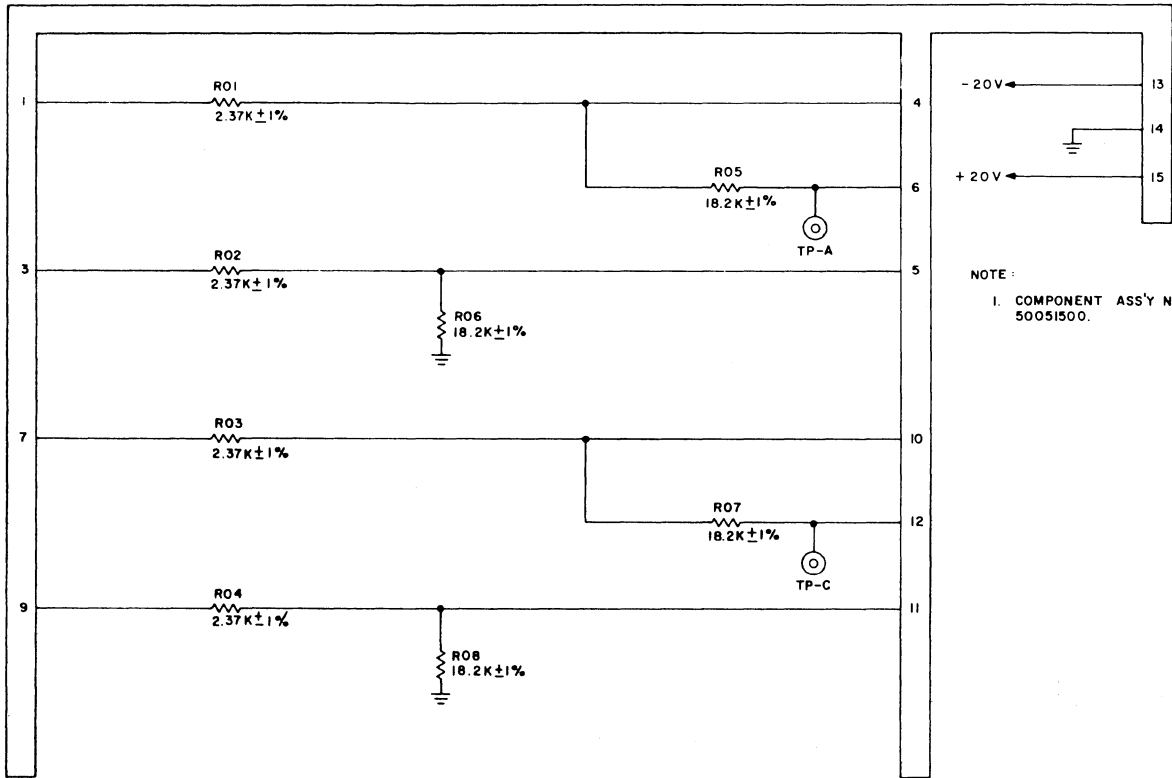 R01
1
2.37K±1%
4
R05
6
18.2K±1%
TP-A
R02
3
2.37K±1%
5
R06
18.2K±1%
R03
7
2.37K±1%
10
R07
12
18.2K±1%
TP-C
R04
9
2.37K±1%
11
R08
18.2K±1%
-20V
13
14
+20V
15
NOTE:
1. COMPONENT ASS'Y N
50051500.